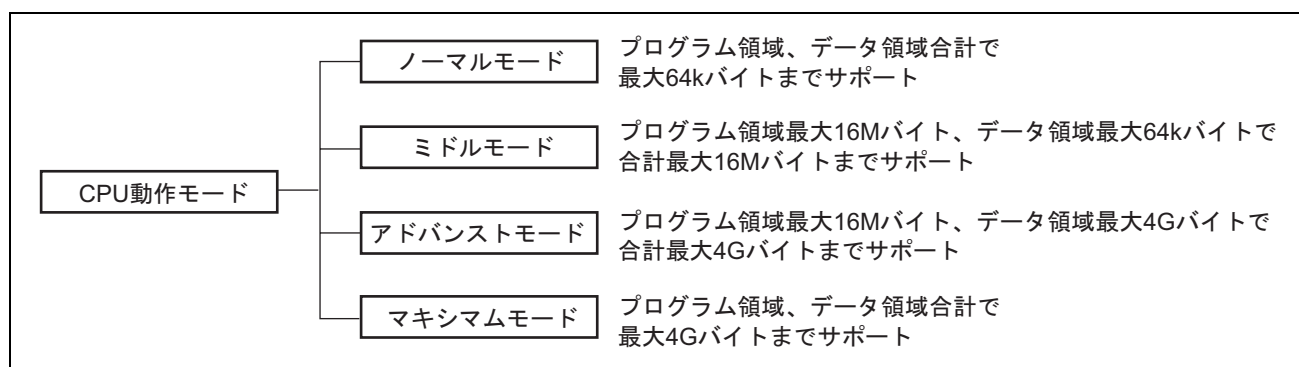 ノーマルモード
プログラム領域、データ領域合計で
最大64kバイトまでサポート
ミドルモード
プログラム領域最大16Mバイト、データ領域最大64kバイトで
合計最大16Mバイトまでサポート
CPU動作モード
アドバンストモード
プログラム領域最大16Mバイト、データ領域最大4Gバイトで
合計最大4Gバイトまでサポート
マキシマムモード
プログラム領域、データ領域合計で
最大4Gバイトまでサポート